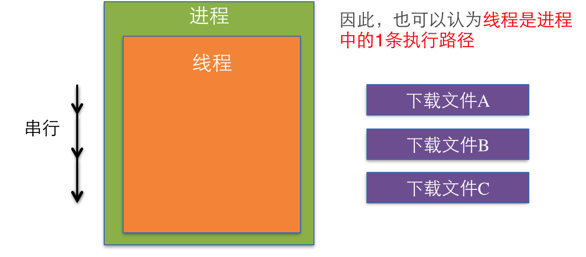 进程
因此，也可以认为线程是进程
中的1条执行路径
线程
串行
下载文件A
下载文件B
下载文件C